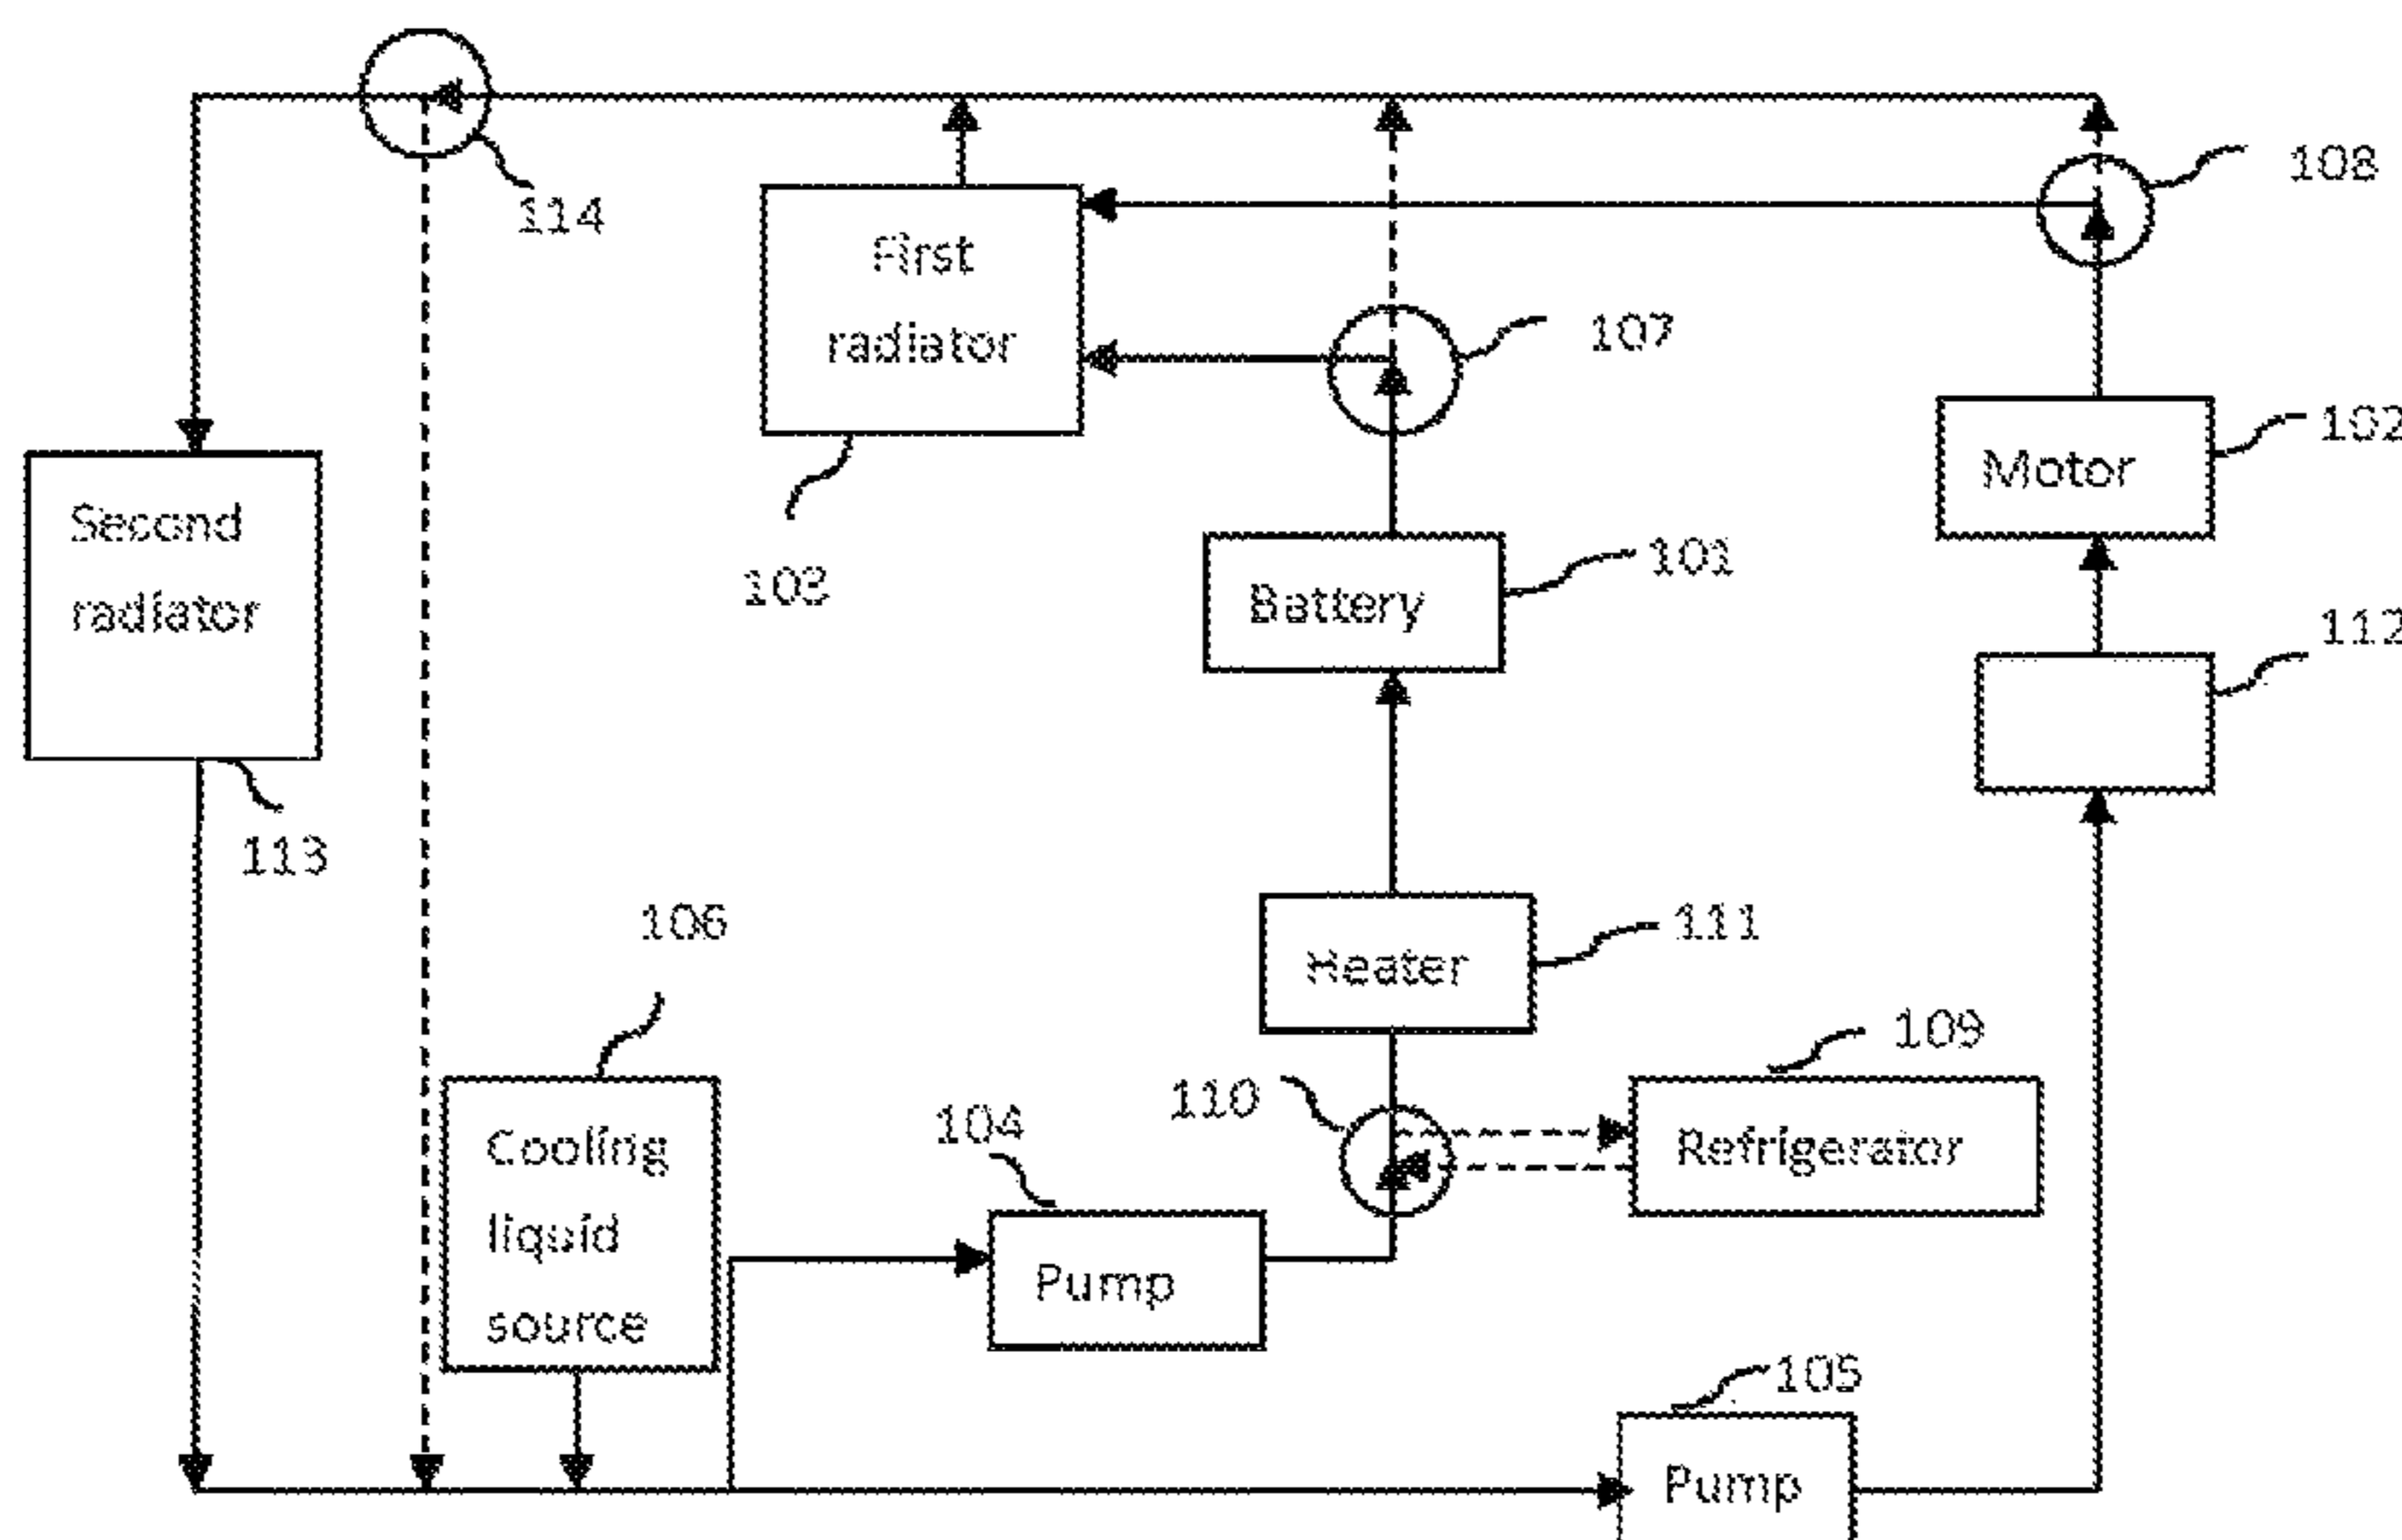 114
108
First
radiator
107
103
Second
radiator
113
Motor
102
Battery
101
112
106
Heater
111
109
110
104
Refrigerator
Cooling
liquid
source
Pump
105
Pump